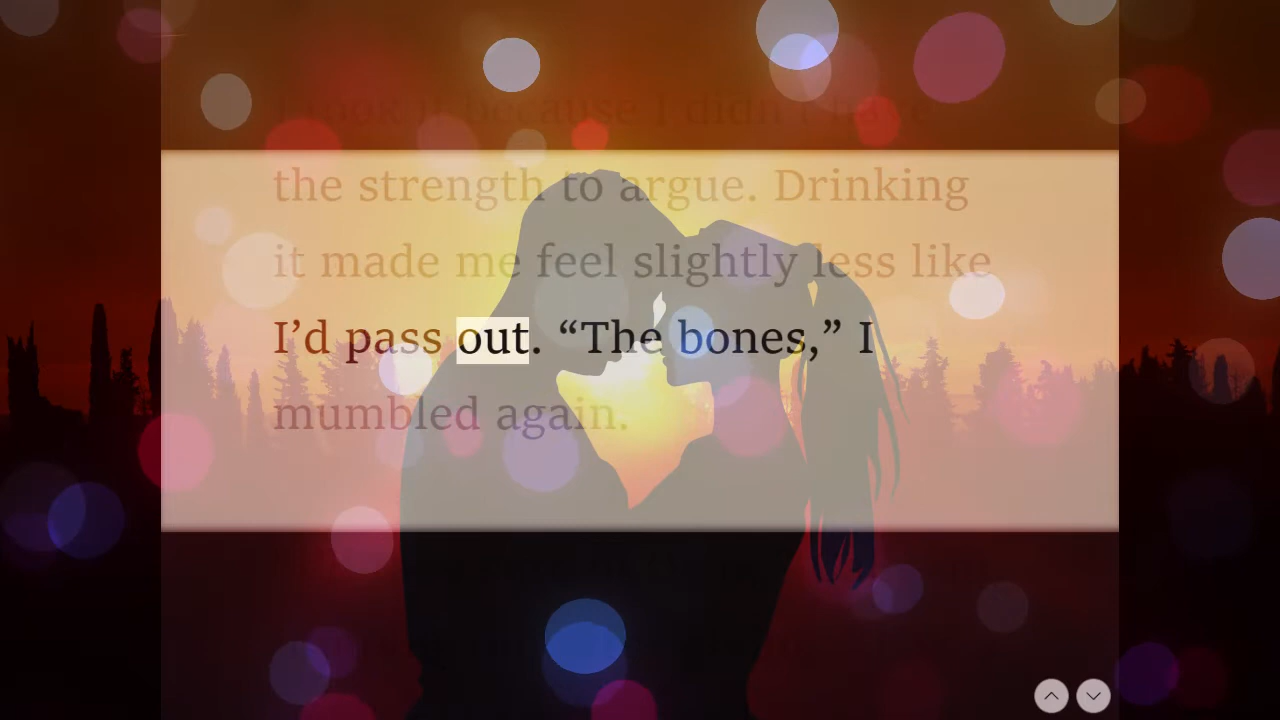 I took it because I didn't have
the strength to argue. Drinking
it made me feel slightly less like
I’d pass out. “The bones,” I
mumbled again.